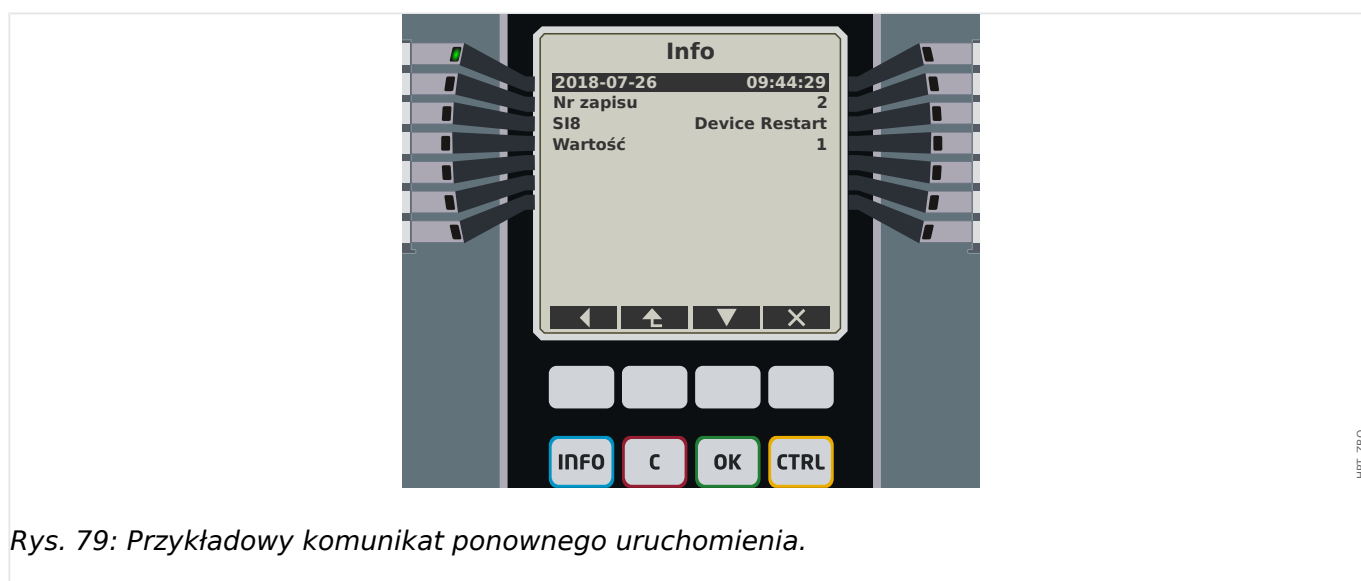 Info
2018-07-26 09:44:29
Nr zapisu 2
SI8 Device Restart
Wartość 1
INFO C OK CTRL
Rys. 79: Przykładowy komunikat ponownego uruchomienia.